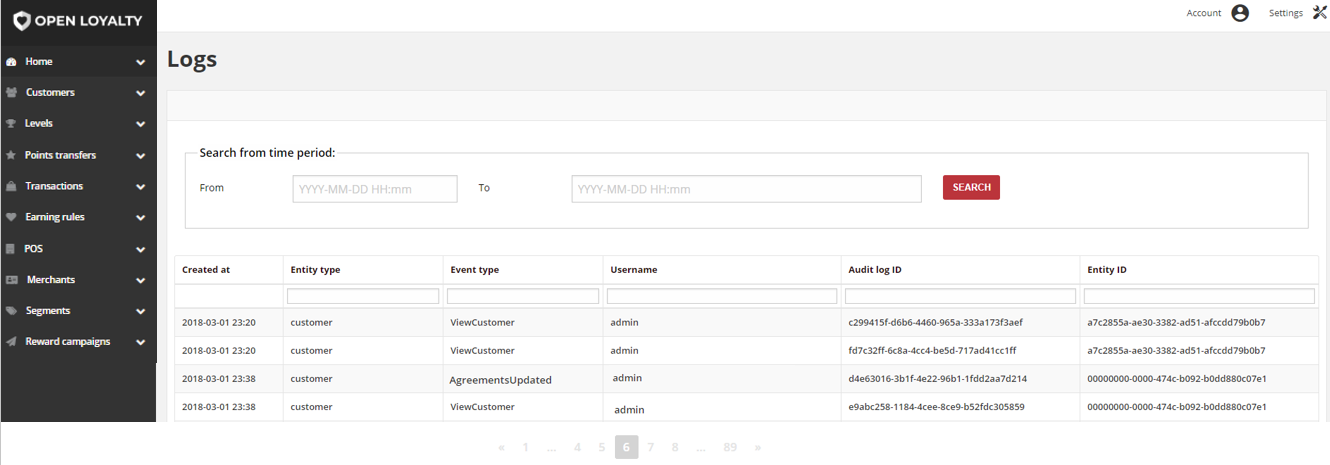 OPEN LOYALTY
Account Settings
Home
Customers
Levels
Points transfers
Transactions
Earning rules
POS
Merchants
Segments
Reward campaigns
Logs
Search from time period:
From YYYY-MM-DD HH:mm To YYYY-MM-DD HH:mm SEARCH
Created at Entity type Event type Username Audit log ID Entity ID
2018-03-01 23:20 customer ViewCustomer admin c299415f-d6b6-4460-965a-333a173f3aef a7c2855a-ae30-3382-ad51-afccdd79b0b7
2018-03-01 23:20 customer ViewCustomer admin fd7c32ff-6c8a-4cc4-be5d-717ad41cc1ff a7c2855a-ae30-3382-ad51-afccdd79b0b7
2018-03-01 23:38 customer AgreementsUpdated admin d4e63016-3b1f-4e22-96b1-1fdd2aa7d214 00000000-0000-474c-b092-b0dd880c07e1
2018-03-01 23:38 customer ViewCustomer admin e9abc258-1184-4cee-8ce9-b52fdc305859 00000000-0000-474c-b092-b0dd880c07e1
« 1 ... 4 5 6 7 8 ... 89 »